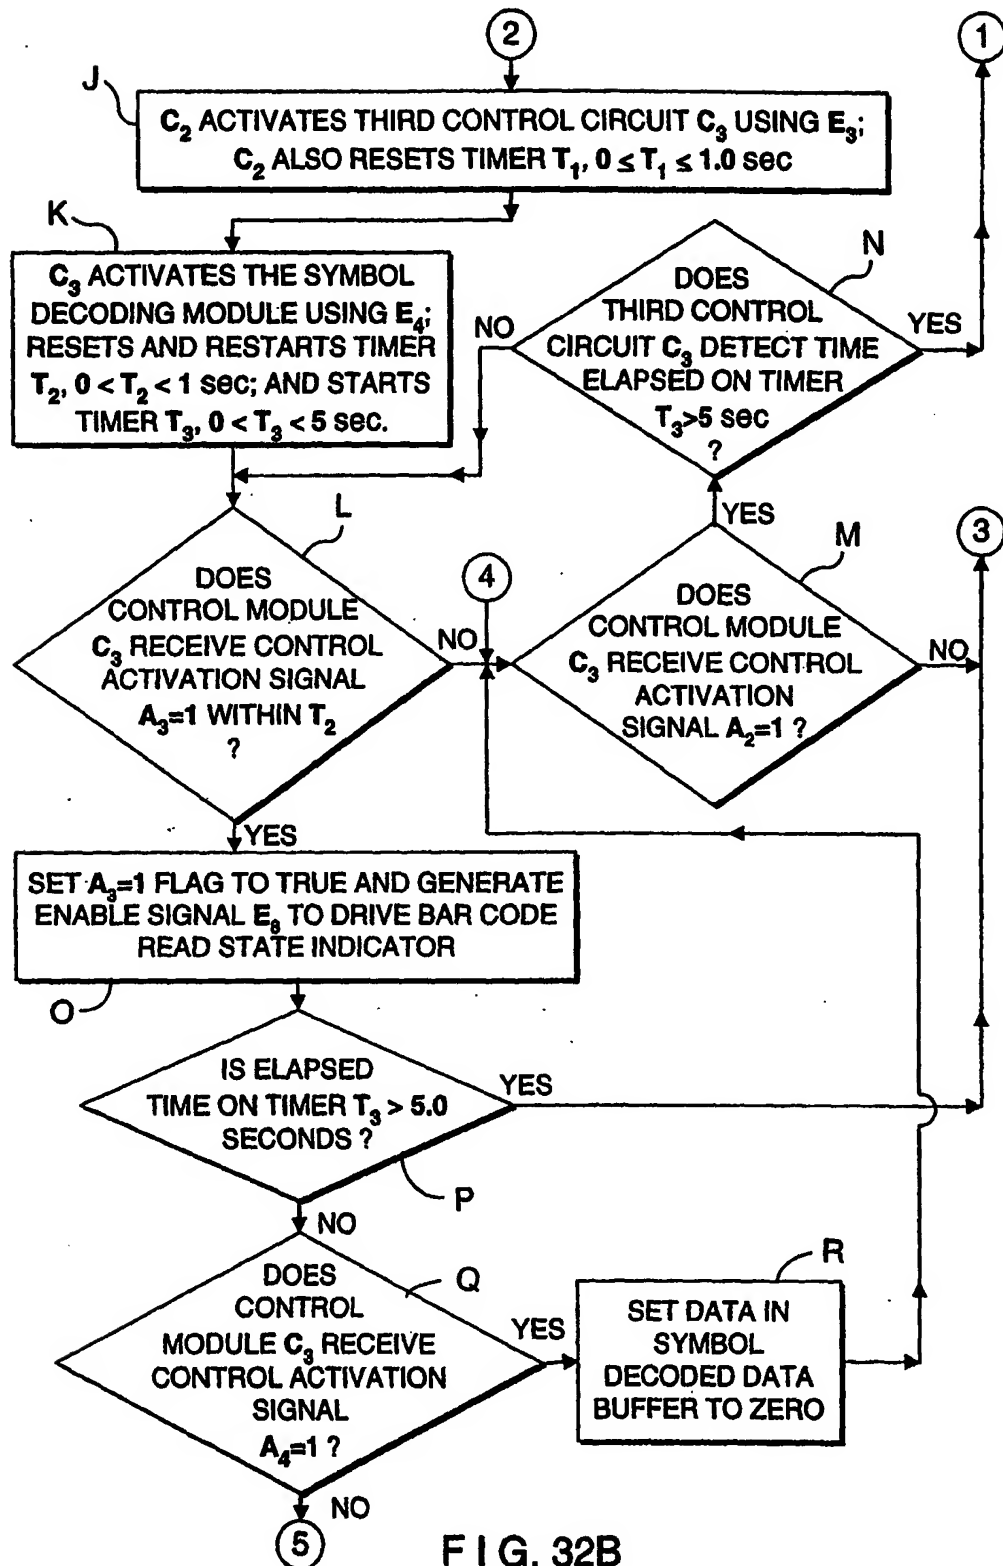 2
1
J
C2 ACTIVATES THIRD CONTROL CIRCUIT C3 USING E3;
C2 ALSO RESETS TIMER T1, 0 ≤ T1 ≤ 1.0 sec
K
C3 ACTIVATES THE SYMBOL
DECODING MODULE USING E4;
RESETS AND RESTARTS TIMER
T2, 0 < T2 < 1 sec; AND STARTS
TIMER T3, 0 < T3 < 5 sec.
N
DOES
THIRD CONTROL
CIRCUIT C3 DETECT TIME
ELAPSED ON TIMER
T3>5 sec
?
NO
YES
L
DOES
CONTROL MODULE
C3 RECEIVE CONTROL
ACTIVATION SIGNAL
A3=1 WITHIN T2
?
NO
YES
4
YES
M
DOES
CONTROL MODULE
C3 RECEIVE CONTROL
ACTIVATION
SIGNAL A2=1 ?
NO
3
SET A3=1 FLAG TO TRUE AND GENERATE
ENABLE SIGNAL E8 TO DRIVE BAR CODE
READ STATE INDICATOR
O
IS ELAPSED
TIME ON TIMER T3 > 5.0
SECONDS ?
YES
P
NO
DOES
CONTROL
MODULE C3 RECEIVE
CONTROL ACTIVATION
SIGNAL
A4=1 ?
Q
YES
R
SET DATA IN
SYMBOL
DECODED DATA
BUFFER TO ZERO
NO
5
FIG. 32B